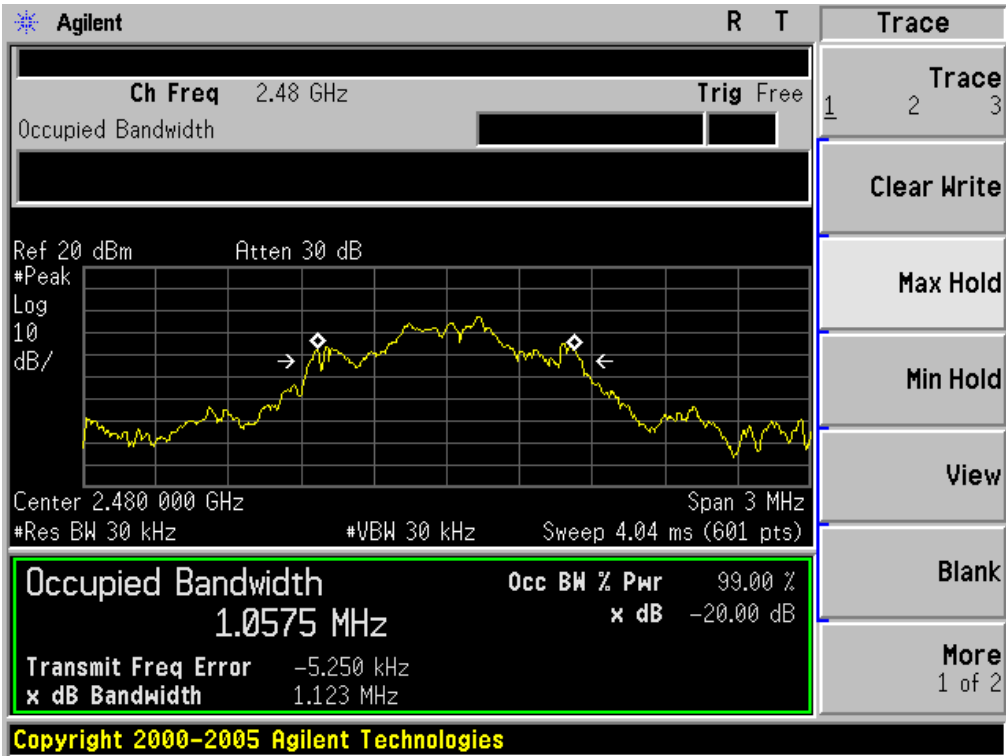 Agilent R T
Ch Freq 2.48 GHz Trig Free
Occupied Bandwidth
Ref 20 dBm Atten 30 dB
#Peak
Log
10
dB/
Center 2.480 000 GHz Span 3 MHz
#Res BW 30 kHz #VBW 30 kHz Sweep 4.04 ms (601 pts)
Occupied Bandwidth Occ BW % Pwr 99.00 %
1.0575 MHz x dB -20.00 dB
Transmit Freq Error -5.250 kHz
x dB Bandwidth 1.123 MHz
Copyright 2000-2005 Agilent Technologies
Trace
Trace
1 2 3
Clear Write
Max Hold
Min Hold
View
Blank
More
1 of 2